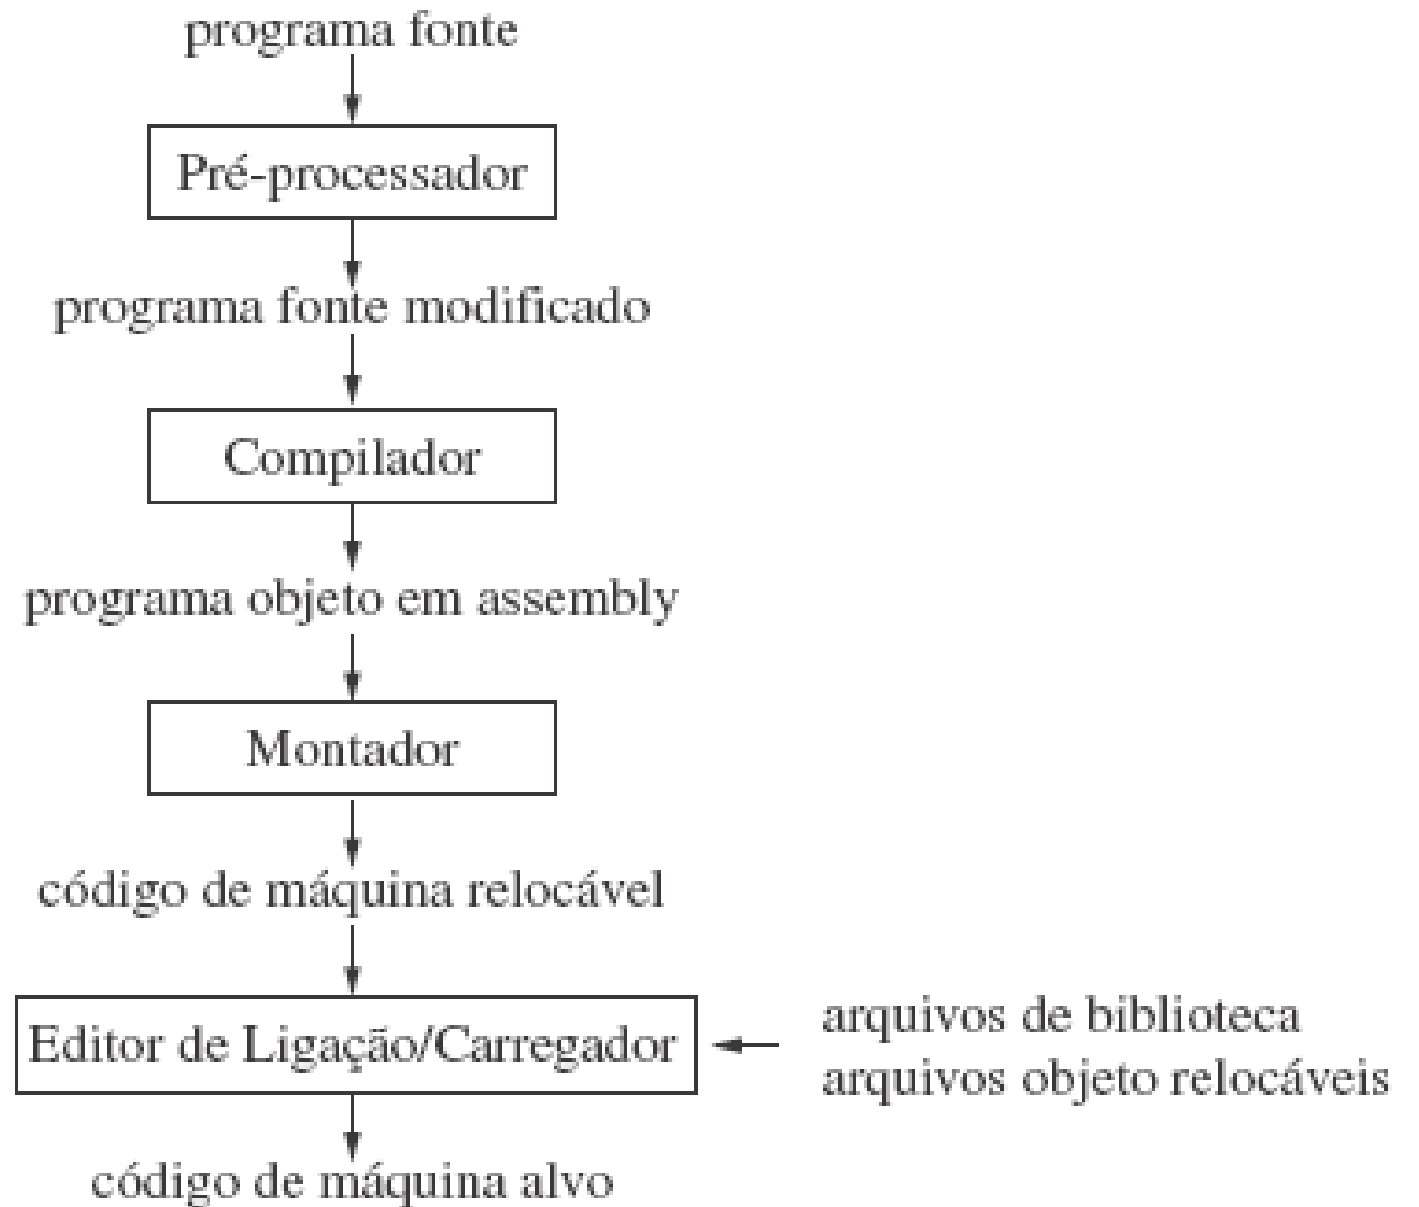 programa fonte
Pré-processador
programa fonte modificado
Compilador
programa objeto em assembly
Montador
código de máquina relocável
Editor de Ligação/Carregador
arquivos de biblioteca
arquivos objeto relocáveis
código de máquina alvo